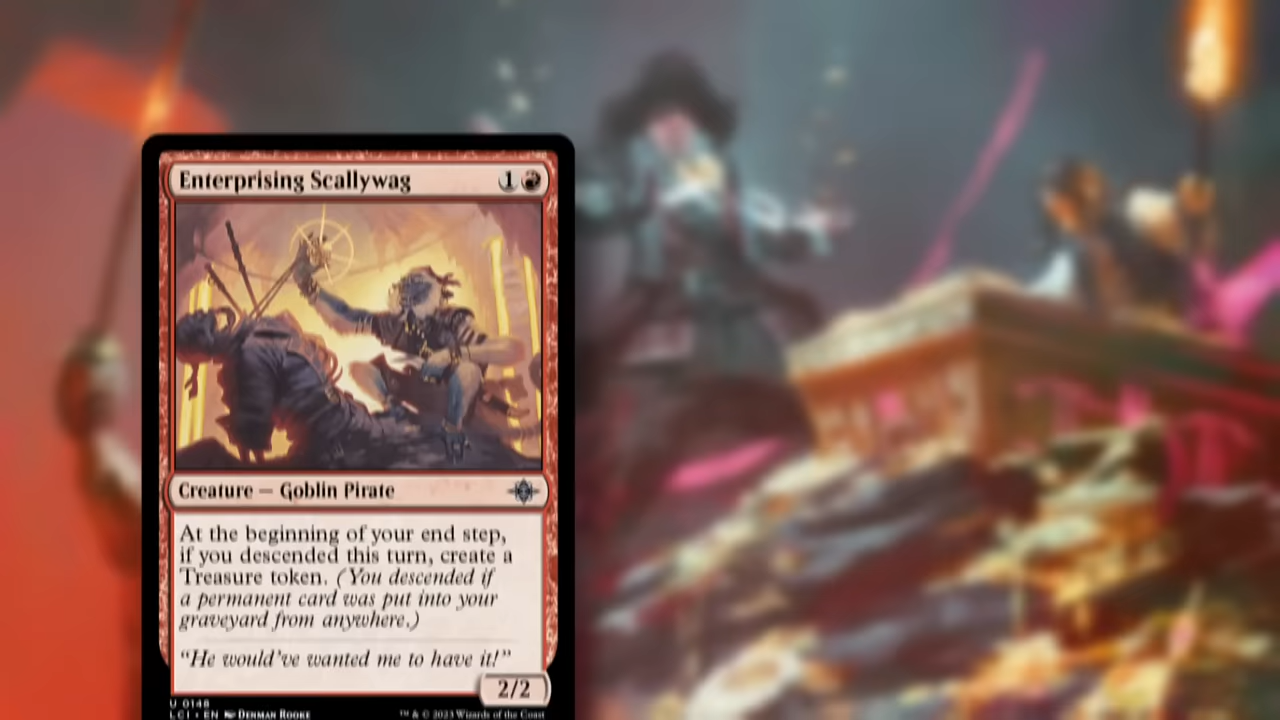 Enterprising Scallywag 1
Creature — Goblin Pirate
At the beginning of your end step,
if you descended this turn, create a
Treasure token. (You descended if
a permanent card was put into your
graveyard from anywhere.)
“He would’ve wanted me to have it!”
2/2
U 0148
LCI • EN Denman Rooke ™ & © 2023 Wizards of the Coast